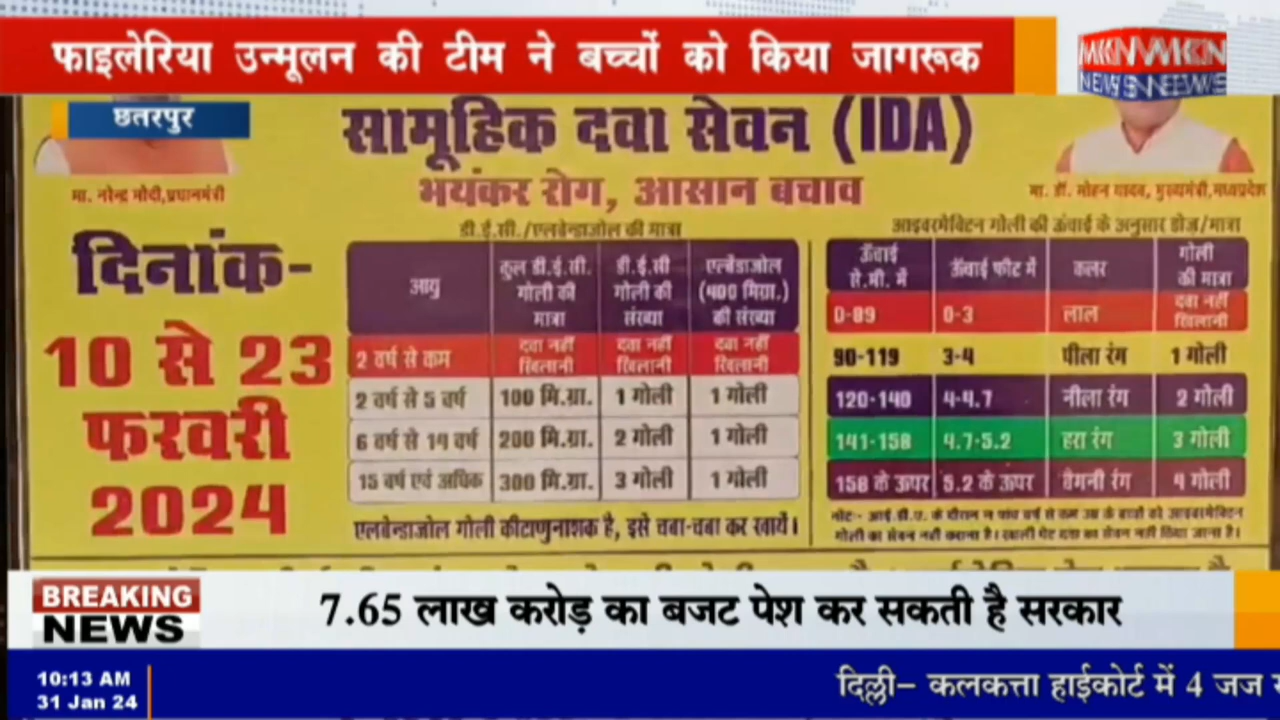 फाइलेरिया उन्मूलन की टीम ने बच्चों को किया जागरूक
NEWS
छतरपुर
सामूहिक दवा सेवन (IDA)
भयंकर रोग, आसान बचाव
मा. नरेन्द्र मोदी,प्रधानमंत्री
मा. डॉ. मोहन यादव, मुख्यमंत्री,मध्यप्रदेश
दिनांक-
10 से 23
फरवरी
2024
डी.ई.सी./एलबेन्डाजोल की मात्रा
आयु
कुल डी.ई.सी. गोली की मात्रा
डी.ई.सी गोली की संख्या
एल्बेंडाजोल (400 मिग्रा.) की संख्या
2 वर्ष से कम दवा नहीं खिलानी दवा नहीं खिलानी दवा नहीं खिलानी
2 वर्ष से 5 वर्ष 100 मि.ग्रा. 1 गोली 1 गोली
6 वर्ष से 14 वर्ष 200 मि.ग्रा. 2 गोली 1 गोली
15 वर्ष एवं अधिक 300 मि.ग्रा. 3 गोली 1 गोली
एलबेन्डाजोल गोली कीटाणुनाशक है, इसे चबा-चबा कर खायें।
आइवरमेक्टिन गोली की ऊंचाई के अनुसार डोज़/मात्रा
ऊँचाई से.मी. में
ऊँचाई फीट में
कलर
गोली की मात्रा
0-89 0-3 लाल दवा नहीं खिलानी
90-119 3-4 पीला रंग 1 गोली
120-140 4-4.7 नीला रंग 2 गोली
141-158 4.7-5.2 हरा रंग 3 गोली
158 के ऊपर 5.2 के ऊपर बैगनी रंग 4 गोली
BREAKING
NEWS
7.65 लाख करोड़ का बजट पेश कर सकती है सरकार
10:13 AM
31 Jan 24
दिल्ली– कलकत्ता हाईकोर्ट में 4 जज